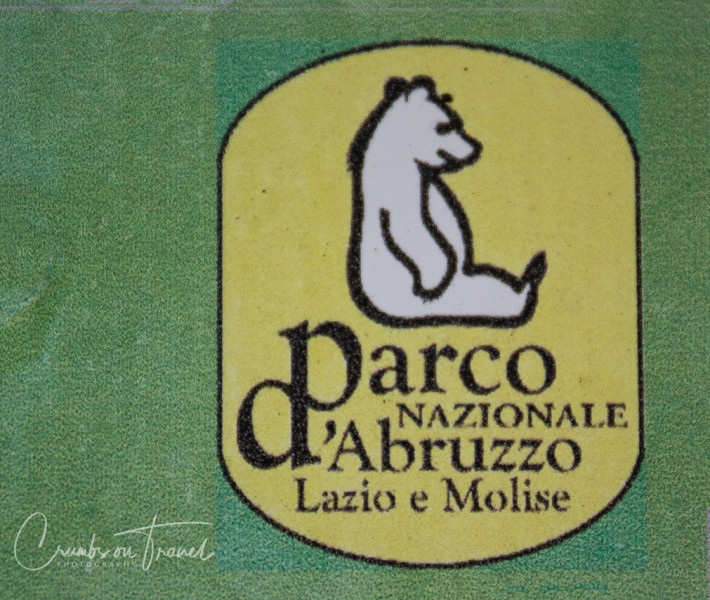 Parco
NAZIONALE
d'Abruzzo
Lazio e Molise
Crumbs on Travel
PHOTOGRAPHY